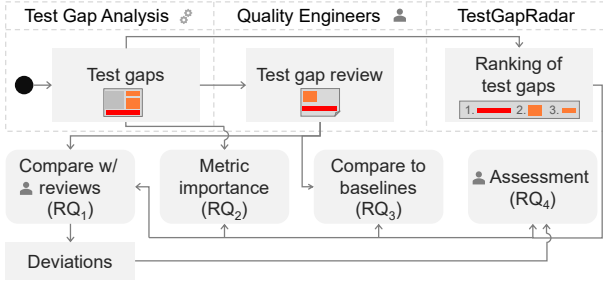 Test Gap Analysis
Quality Engineers
TestGapRadar
Test gaps
Test gap review
Ranking of
test gaps
1. 2. 3.
Compare w/
reviews
(RQ1)
Metric
importance
(RQ2)
Compare to
baselines
(RQ3)
Assessment
(RQ4)
Deviations